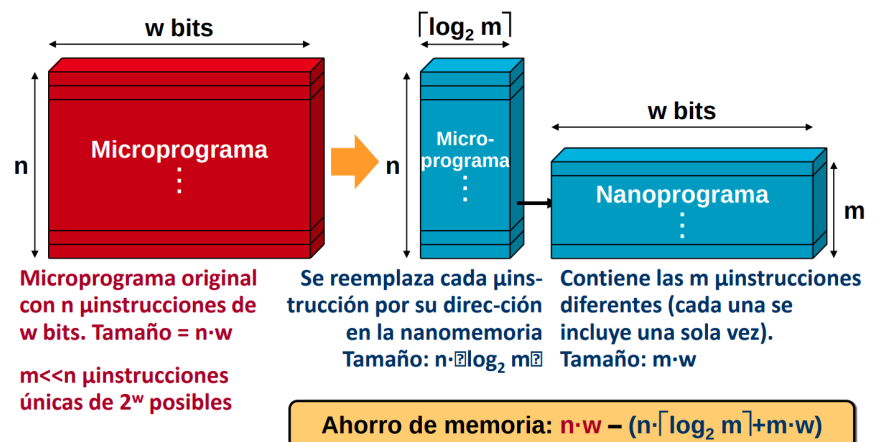 w bits
⌈log₂ m⌉
n
Microprograma
⋮
n
Micro-
programa
⋮
w bits
Nanoprograma
⋮
m
Microprograma original
con n µinstrucciones de
w bits. Tamaño = n·w
m<<n µinstrucciones
únicas de 2ʷ posibles
Se reemplaza cada µins-
trucción por su direc-ción
en la nanomemoria
Tamaño: n·⍰log₂ m⍰
Contiene las m µinstrucciones
diferentes (cada una se
incluye una sola vez).
Tamaño: m·w
Ahorro de memoria: n·w – (n·⌈log₂ m⌉+m·w)